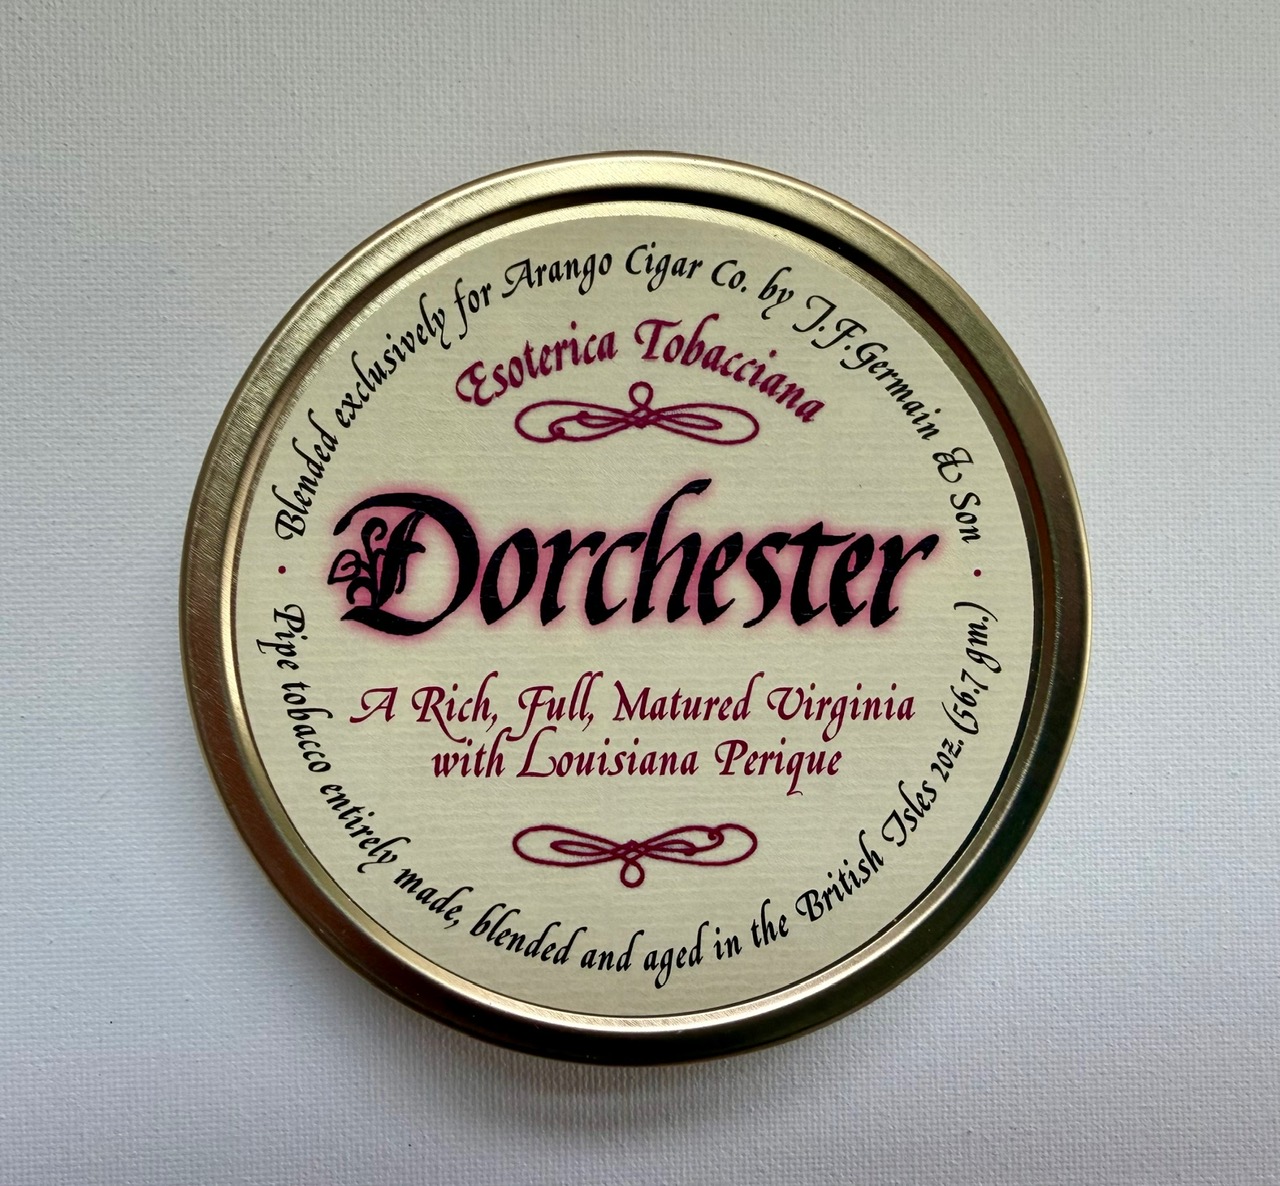 Blended exclusively for Arango Cigar Co. by J.F.Germain & Son
Esoterica Tobacciana
Dorchester
A Rich, Full, Matured Virginia
with Louisiana Perique
Pipe tobacco entirely made, blended and aged in the British Isles 2oz. (56.7 gm.)